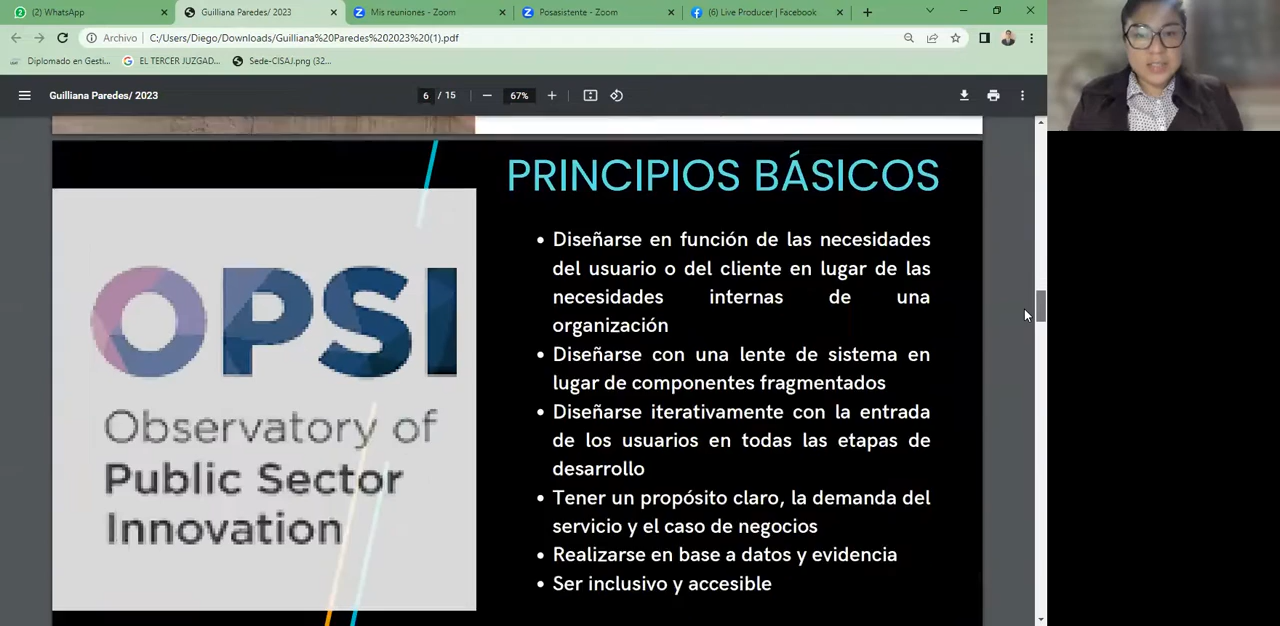 (2) WhatsApp
Guilliana Paredes/ 2023
Mis reuniones - Zoom
Posasistente - Zoom
(6) Live Producer | Facebook
Archivo
C:/Users/Diego/Downloads/Guilliana%20Paredes%202023%20(1).pdf
Diplomado en Gesti...
EL TERCER JUZGAD...
Sede-CISAJ.png (32...
Guilliana Paredes/ 2023
6 / 15
67%
PRINCIPIOS BÁSICOS
• Diseñarse en función de las necesidades
del usuario o del cliente en lugar de las
necesidades internas de una
organización
• Diseñarse con una lente de sistema en
lugar de componentes fragmentados
• Diseñarse iterativamente con la entrada
de los usuarios en todas las etapas de
desarrollo
• Tener un propósito claro, la demanda del
servicio y el caso de negocios
• Realizarse en base a datos y evidencia
• Ser inclusivo y accesible
OPSI
Observatory of
Public Sector
Innovation